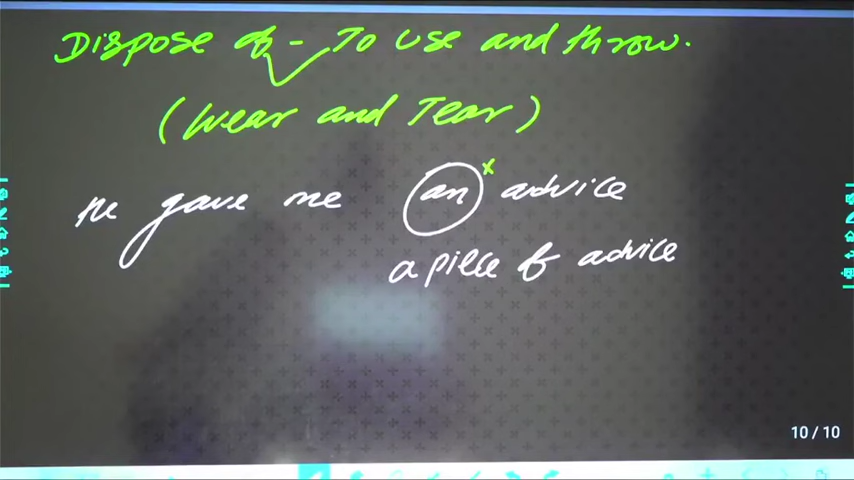 Dispose of - To use and throw.
(Wear and Tear)
He gave me an x advice
a piece of advice
10 / 10